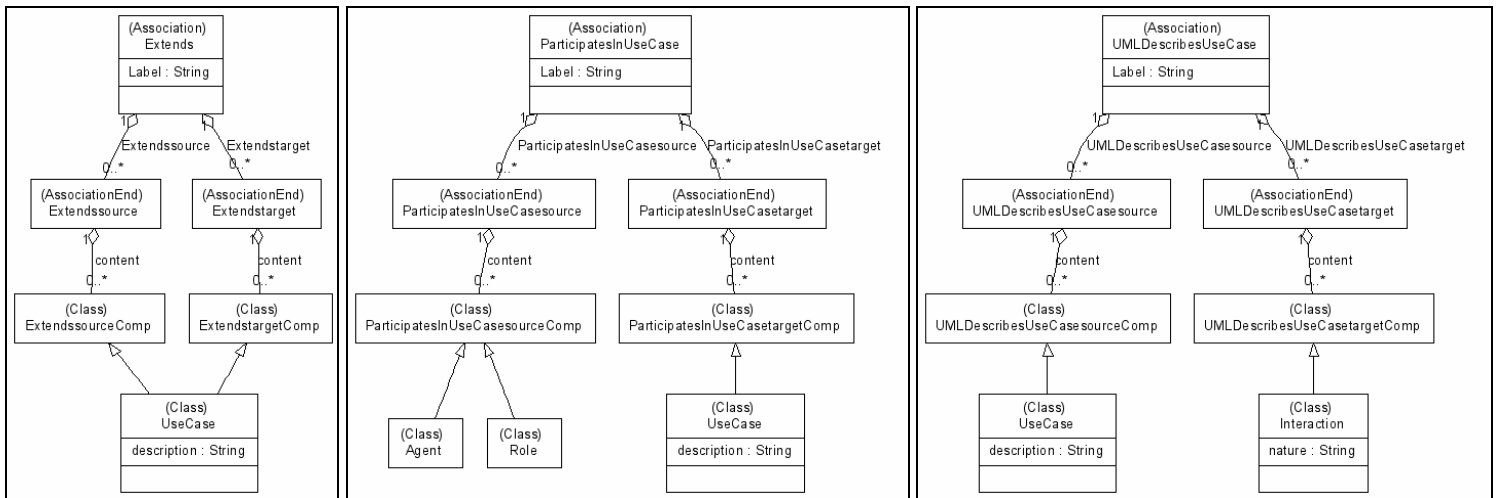 (Association)
Extends
Label : String
1
1
Extendssource
Extendstarget
0..*
0..*
(AssociationEnd)
Extendssource
(AssociationEnd)
Extendstarget
1
1
content
content
0..*
0..*
(Class)
ExtendssourceComp
(Class)
ExtendstargetComp
(Class)
UseCase
description : String
(Association)
ParticipatesInUseCase
Label : String
1
1
ParticipatesInUseCasesource
ParticipatesInUseCasetarget
0..*
0..*
(AssociationEnd)
ParticipatesInUseCasesource
(AssociationEnd)
ParticipatesInUseCasetarget
1
1
content
content
0..*
0..*
(Class)
ParticipatesInUseCasesourceComp
(Class)
ParticipatesInUseCasetargetComp
(Class)
Agent
(Class)
Role
(Class)
UseCase
description : String
(Association)
UMLDescribesUseCase
Label : String
1
1
UMLDescribesUseCasesource
UMLDescribesUseCasetarget
0..*
0..*
(AssociationEnd)
UMLDescribesUseCasesource
(AssociationEnd)
UMLDescribesUseCasetarget
1
1
content
content
0..*
0..*
(Class)
UMLDescribesUseCasesourceComp
(Class)
UMLDescribesUseCasetargetComp
(Class)
UseCase
description : String
(Class)
Interaction
nature : String